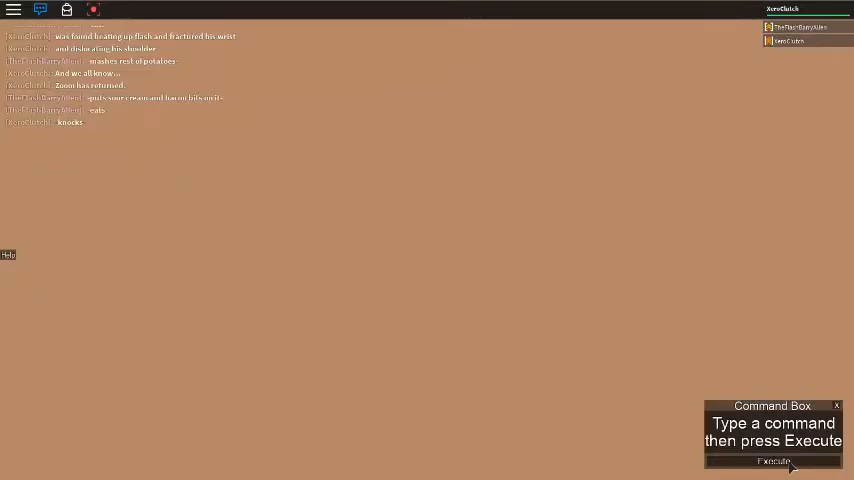 XeroClutch
TheFlashBarryAllen
XeroClutch
[XeroClutch]: was found beating up flash and fractured his wrist
[XeroClutch]: and dislocating his shoulder
[TheFlashBarryAllen]: -mashes rest of potatoes-
[XeroClutch]: And we all know...
[XeroClutch]: Zoom has returned.
[TheFlashBarryAllen]: -puts sour cream and bacon bits on it-
[TheFlashBarryAllen]: -eats-
[XeroClutch]: -knocks-
Help
Command Box X
Type a command
then press Execute
Execute